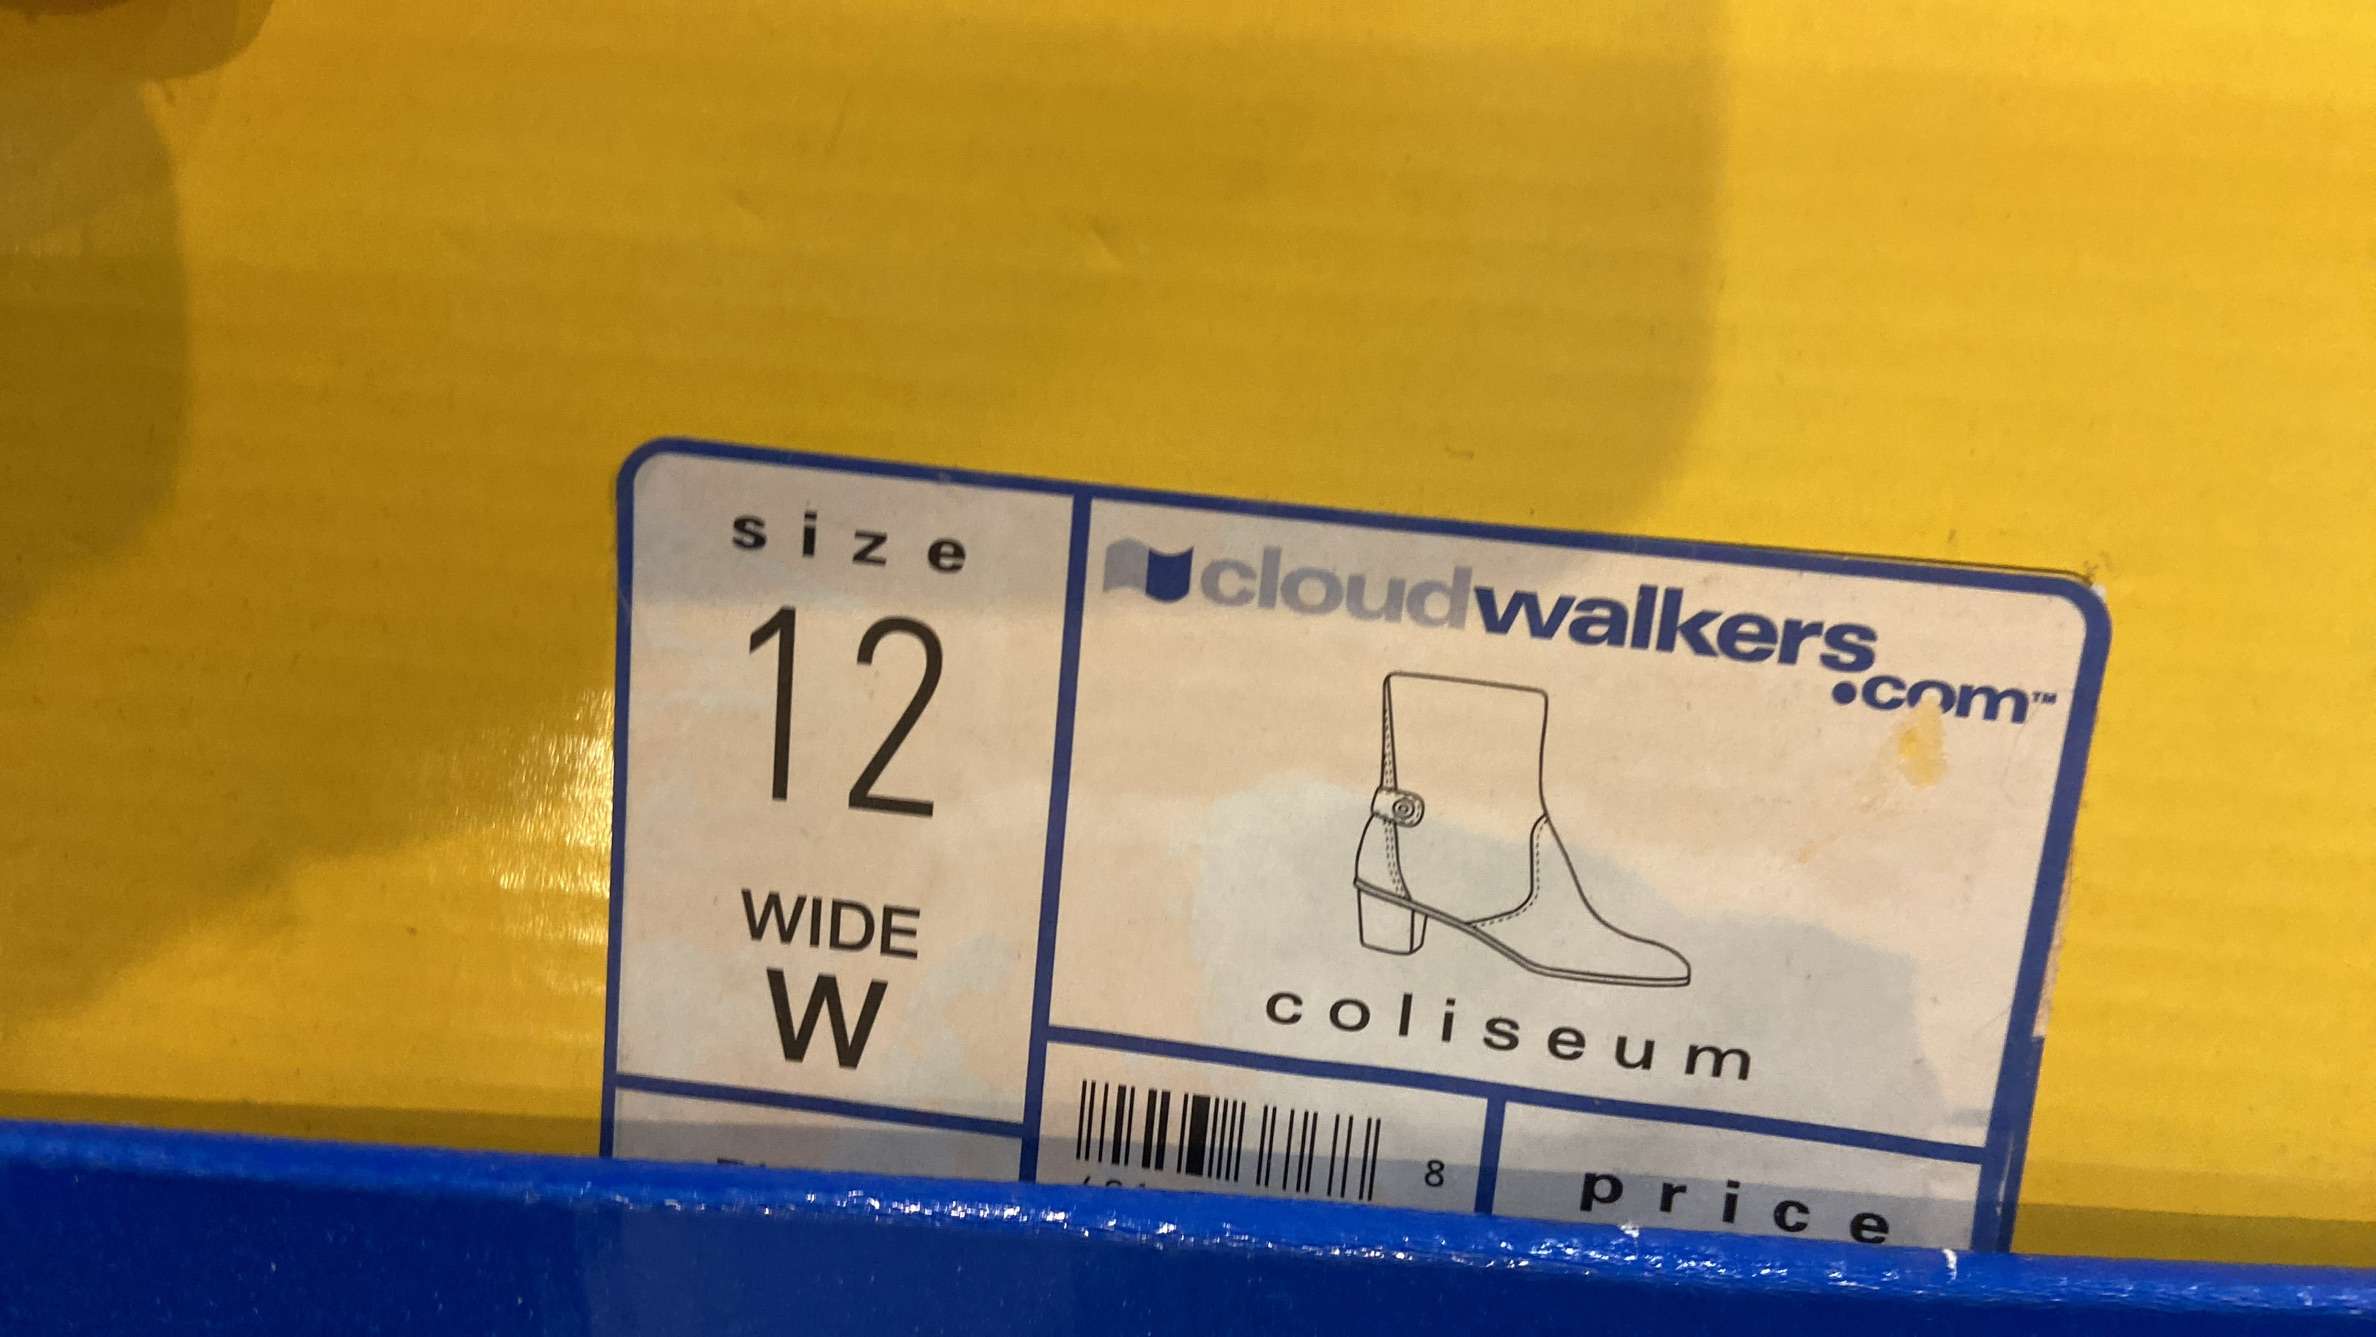 size
12
WIDE
W
cloudwalkers
.com™
coliseum
8
price